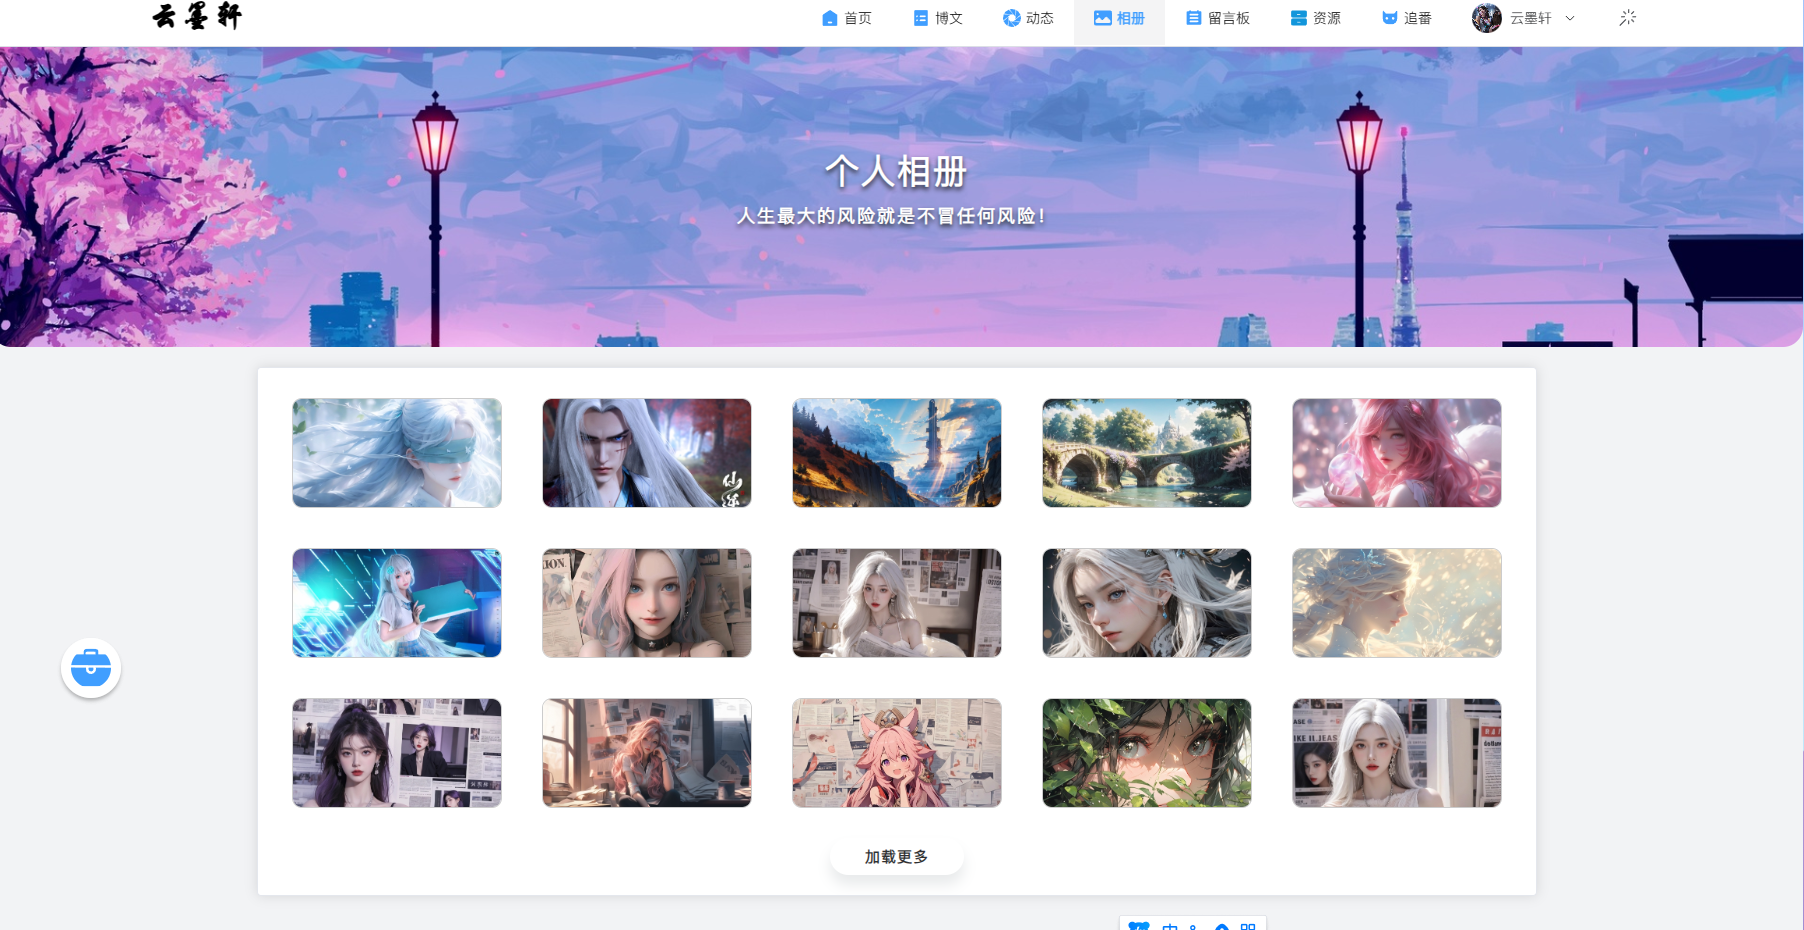 云墨轩
首页 博文 动态 相册 留言板 资源 追番 云墨轩
个人相册
人生最大的风险就是不冒任何风险！
加载更多